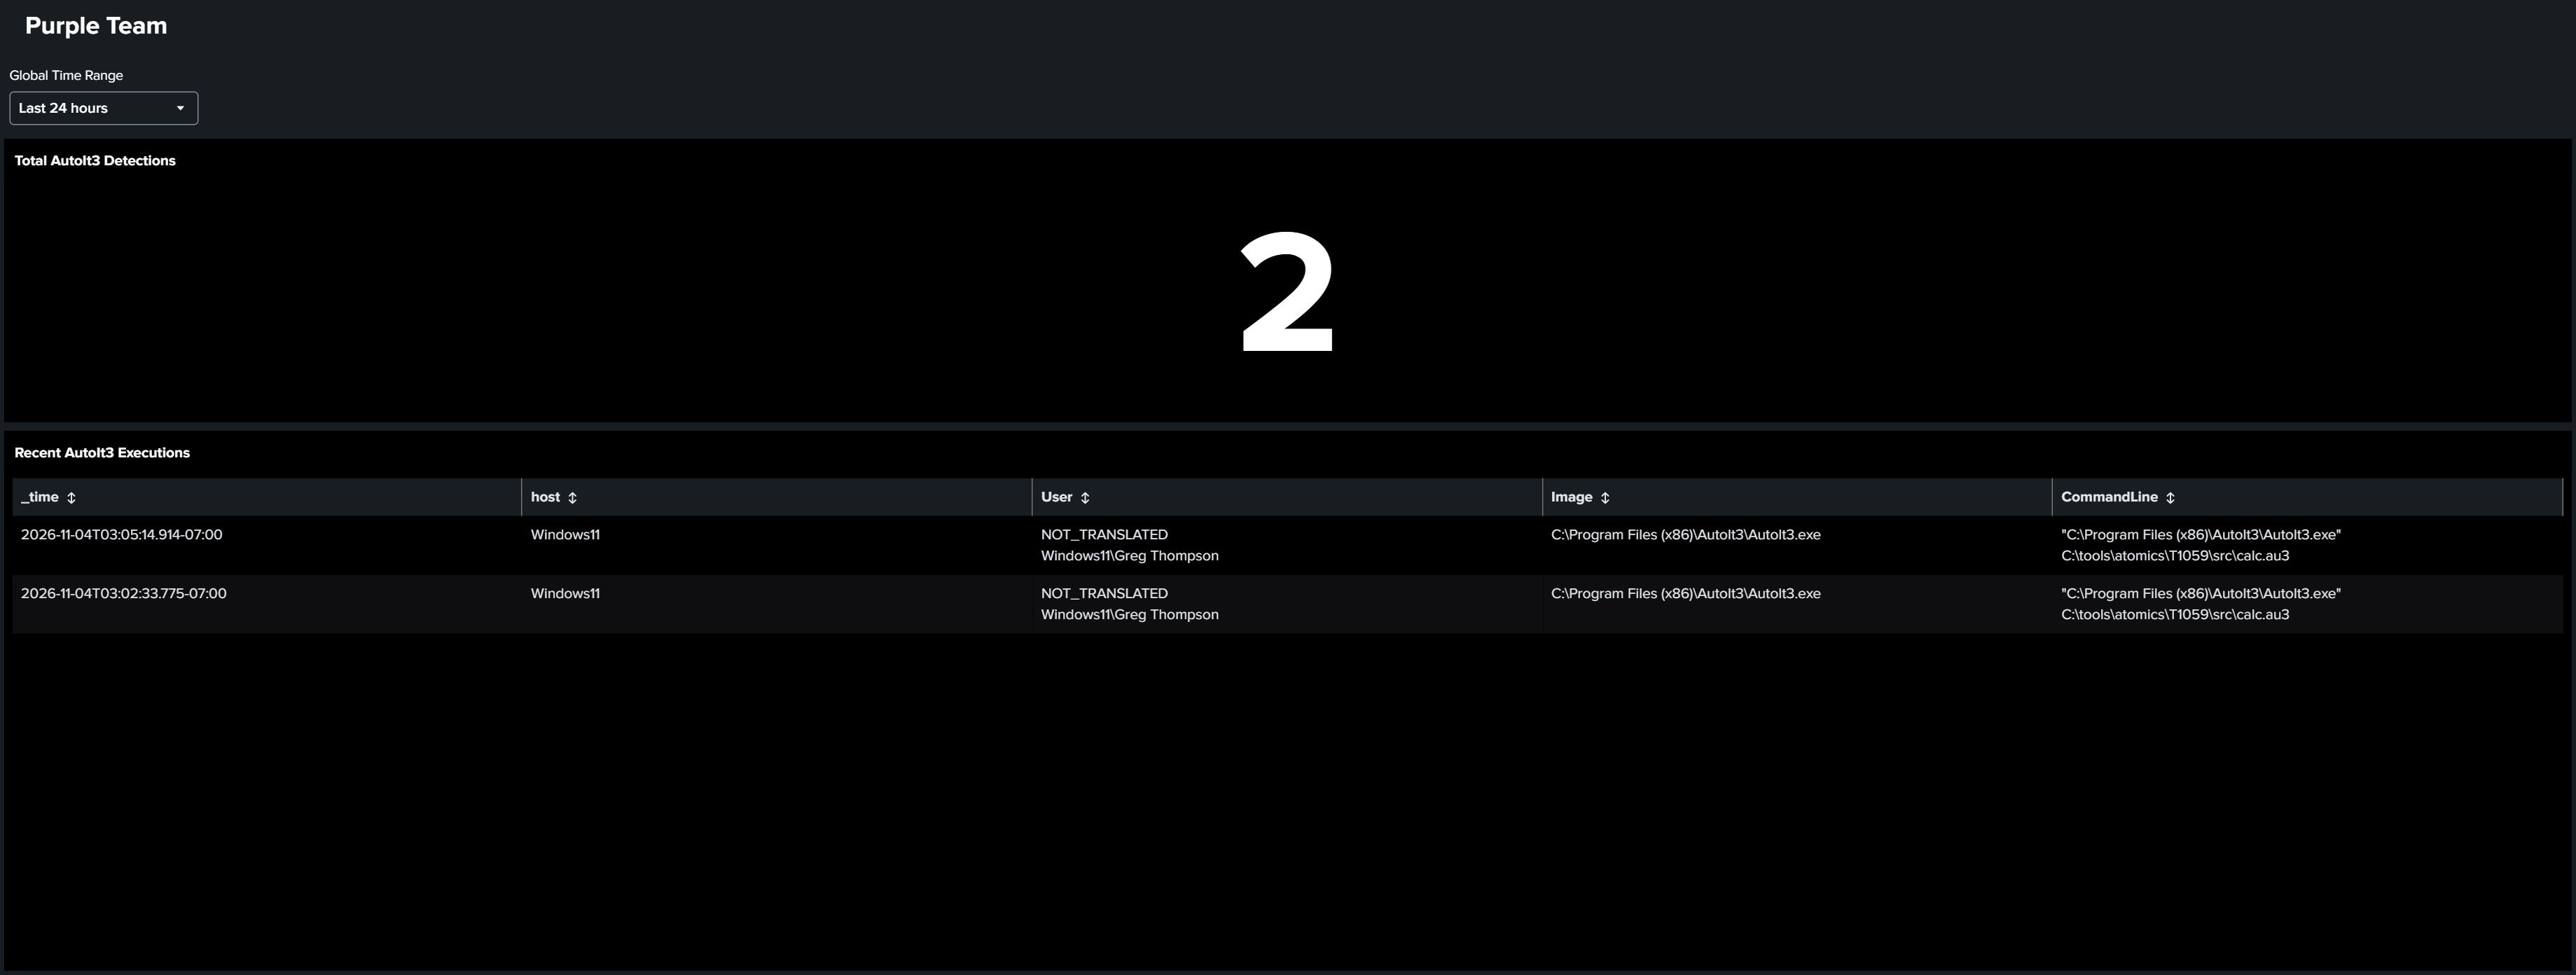 Purple Team
Global Time Range
Last 24 hours
Total AutoIt3 Detections
2
Recent AutoIt3 Executions
_time host User Image CommandLine
2026-11-04T03:05:14.914-07:00 Windows11 NOT_TRANSLATED C:\Program Files (x86)\AutoIt3\AutoIt3.exe "C:\Program Files (x86)\AutoIt3\AutoIt3.exe"
Windows11\Greg Thompson C:\tools\atomics\T1059\src\calc.au3
2026-11-04T03:02:33.775-07:00 Windows11 NOT_TRANSLATED C:\Program Files (x86)\AutoIt3\AutoIt3.exe "C:\Program Files (x86)\AutoIt3\AutoIt3.exe"
Windows11\Greg Thompson C:\tools\atomics\T1059\src\calc.au3